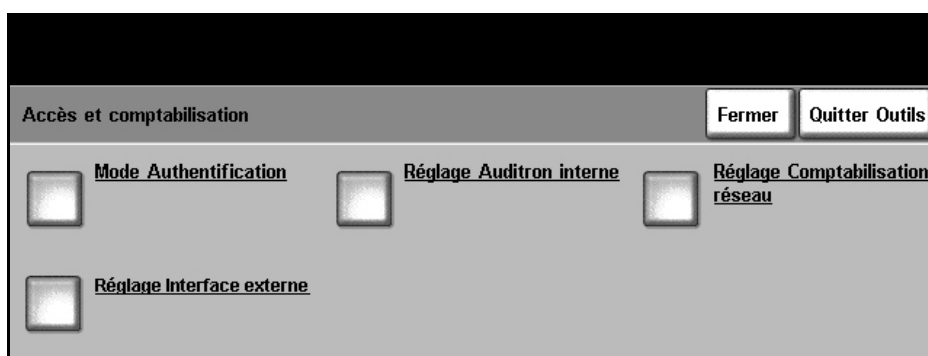 Accès et comptabilisation
Fermer
Quitter Outils
Mode Authentification
Réglage Auditron interne
Réglage Comptabilisation
réseau
Réglage Interface externe